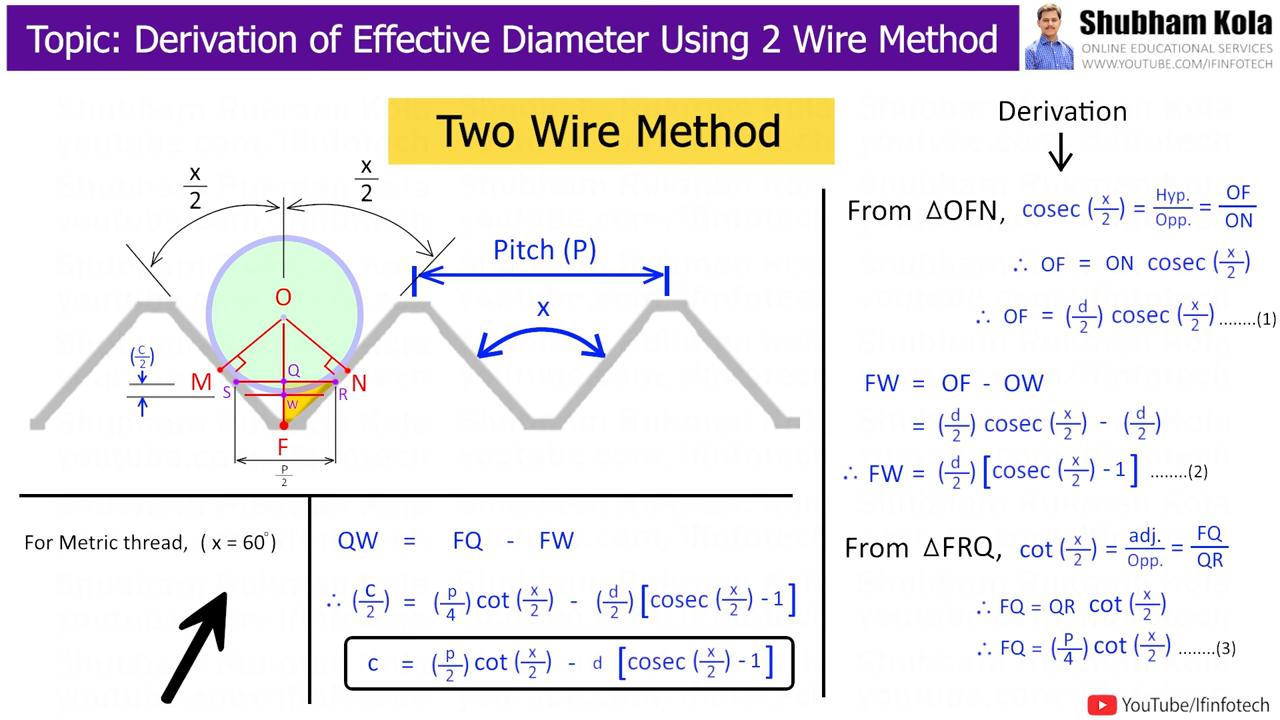 Topic: Derivation of Effective Diameter Using 2 Wire Method
Shubham Kola
ONLINE EDUCATIONAL SERVICES
WWW.YOUTUBE.COM/IFINFOTECH
Two Wire Method
x/2
x/2
Pitch (P)
x
O
(C/2)
M
S
Q
R
N
W
F
P/2
Derivation
From ΔOFN, cosec (x/2) = Hyp./Opp. = OF/ON
∴ OF = ON cosec (x/2)
∴ OF = (d/2) cosec (x/2) ........(1)
FW = OF - OW
= (d/2) cosec (x/2) - (d/2)
∴ FW = (d/2) [cosec (x/2) - 1] ........(2)
From ΔFRQ, cot (x/2) = adj./Opp. = FQ/QR
∴ FQ = QR cot (x/2)
∴ FQ = (P/4) cot (x/2) ........(3)
For Metric thread, ( x = 60°)
QW = FQ - FW
∴ (c/2) = (p/4) cot (x/2) - (d/2) [cosec (x/2) - 1]
c = (p/2) cot (x/2) - d [cosec (x/2) - 1]
YouTube/Ifinfotech